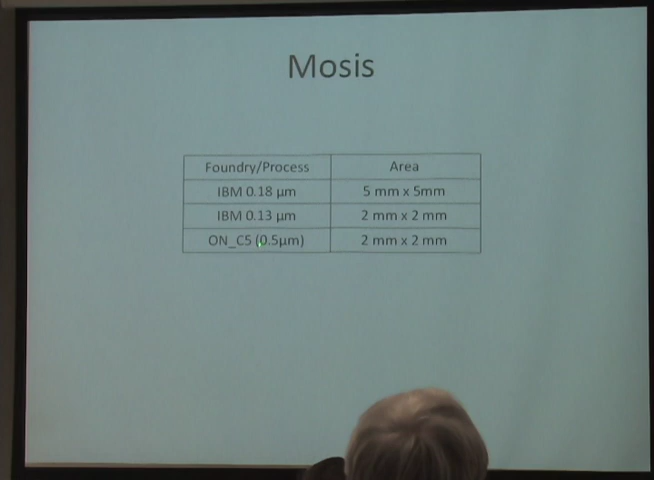 Mosis
Foundry/Process Area
IBM 0.18 µm 5 mm x 5mm
IBM 0.13 µm 2 mm x 2 mm
ON_C5 (0.5µm) 2 mm x 2 mm